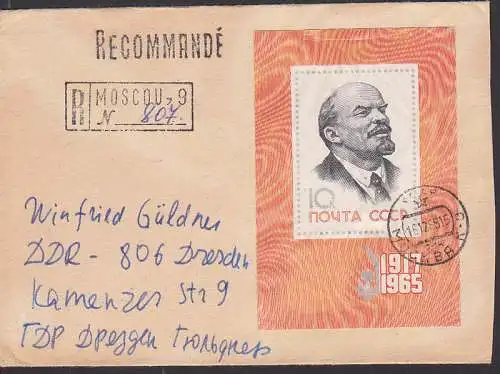 RECOMMANDÉ
R MOSCOU-9
N 807
10
ПОЧТА СССР
1917
1965
Winfried Güldner
DDR - 806 Dresden
Kamenzer Str 9
ГДР Дрезден Гюльднер